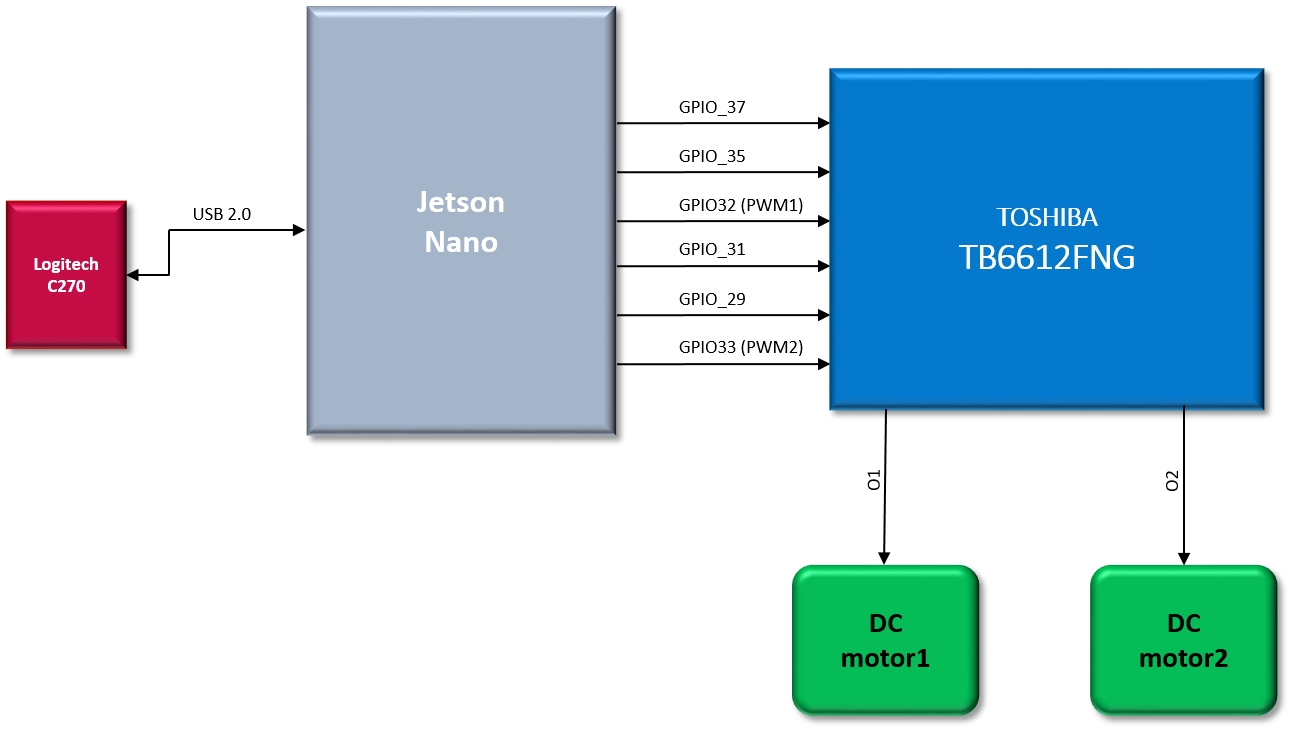 Logitech
C270
USB 2.0
Jetson
Nano
GPIO_37
GPIO_35
GPIO32 (PWM1)
GPIO_31
GPIO_29
GPIO33 (PWM2)
TOSHIBA
TB6612FNG
O1
O2
DC
motor1
DC
motor2